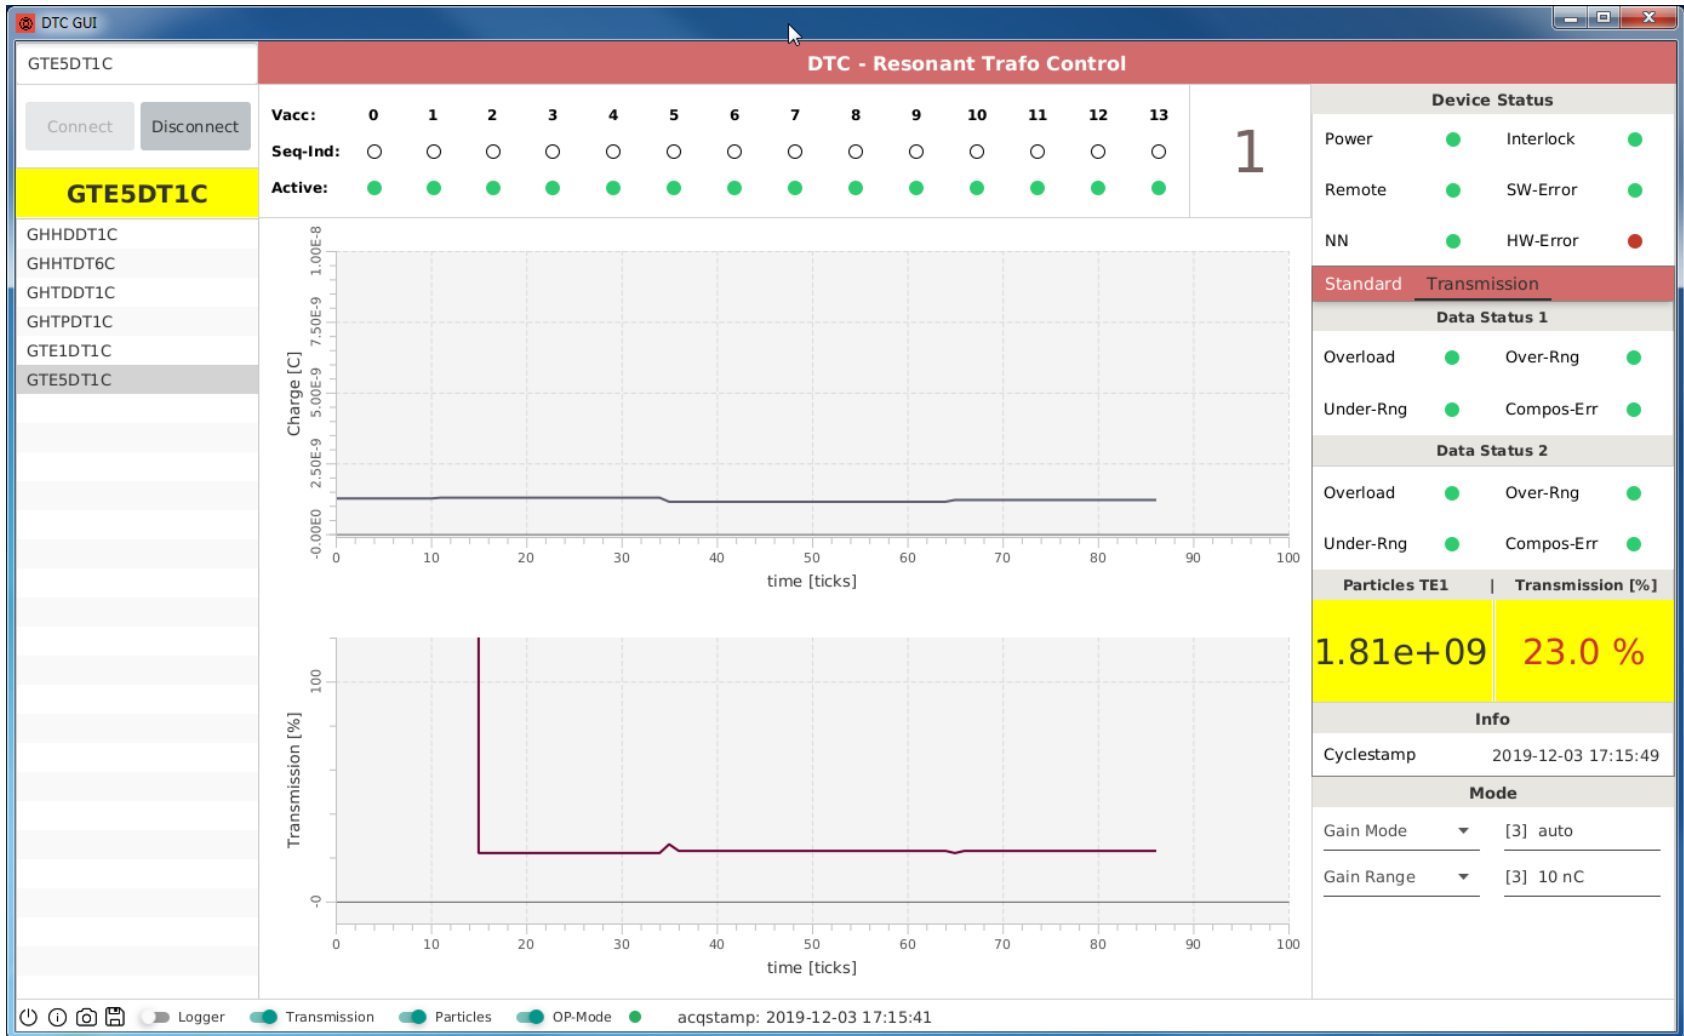 DTC GUI
GTE5DT1C
DTC - Resonant Trafo Control
Connect Disconnect
GTE5DT1C
GHHDDT1C
GHHTDT6C
GHTDDT1C
GHTPDT1C
GTE1DT1C
GTE5DT1C
Vacc: 0 1 2 3 4 5 6 7 8 9 10 11 12 13
Seq-Ind:
Active:
1
Charge [C]
1.00E-8
7.50E-9
5.00E-9
2.50E-9
-0.00E0
0 10 20 30 40 50 60 70 80 90 100
time [ticks]
Transmission [%]
100
-0
0 10 20 30 40 50 60 70 80 90 100
time [ticks]
Device Status
Power Interlock
Remote SW-Error
NN HW-Error
Standard Transmission
Data Status 1
Overload Over-Rng
Under-Rng Compos-Err
Data Status 2
Overload Over-Rng
Under-Rng Compos-Err
Particles TE1 | Transmission [%]
1.81e+09 23.0 %
Info
Cyclestamp 2019-12-03 17:15:49
Mode
Gain Mode [3] auto
Gain Range [3] 10 nC
Logger Transmission Particles OP-Mode acqstamp: 2019-12-03 17:15:41